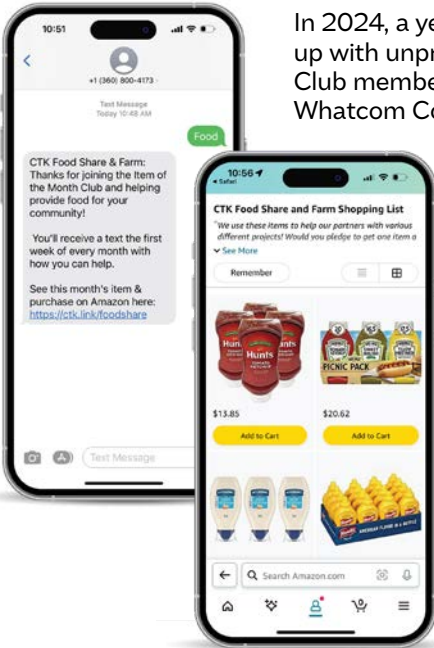 In 2024, a ye
up with unpr
Club membe
Whatcom Co
10:51
+1 (360) 800-4173
Text Message
Today 10:48 AM
Food
CTK Food Share & Farm:
Thanks for joining the Item of
the Month Club and helping
provide food for your
community!
You'll receive a text the first
week of every month with
how you can help.
See this month's item &
purchase on Amazon here:
https://ctk.link/foodshare
Text Message
10:56
Safari
CTK Food Share and Farm Shopping List
"We use these items to help our partners with various
different projects! Would you pledge to get one item a
See More
Remember
Hunt's
PICNIC PACK
$13.85
$20.62
Add to Cart
Add to Cart
Search Amazon.com